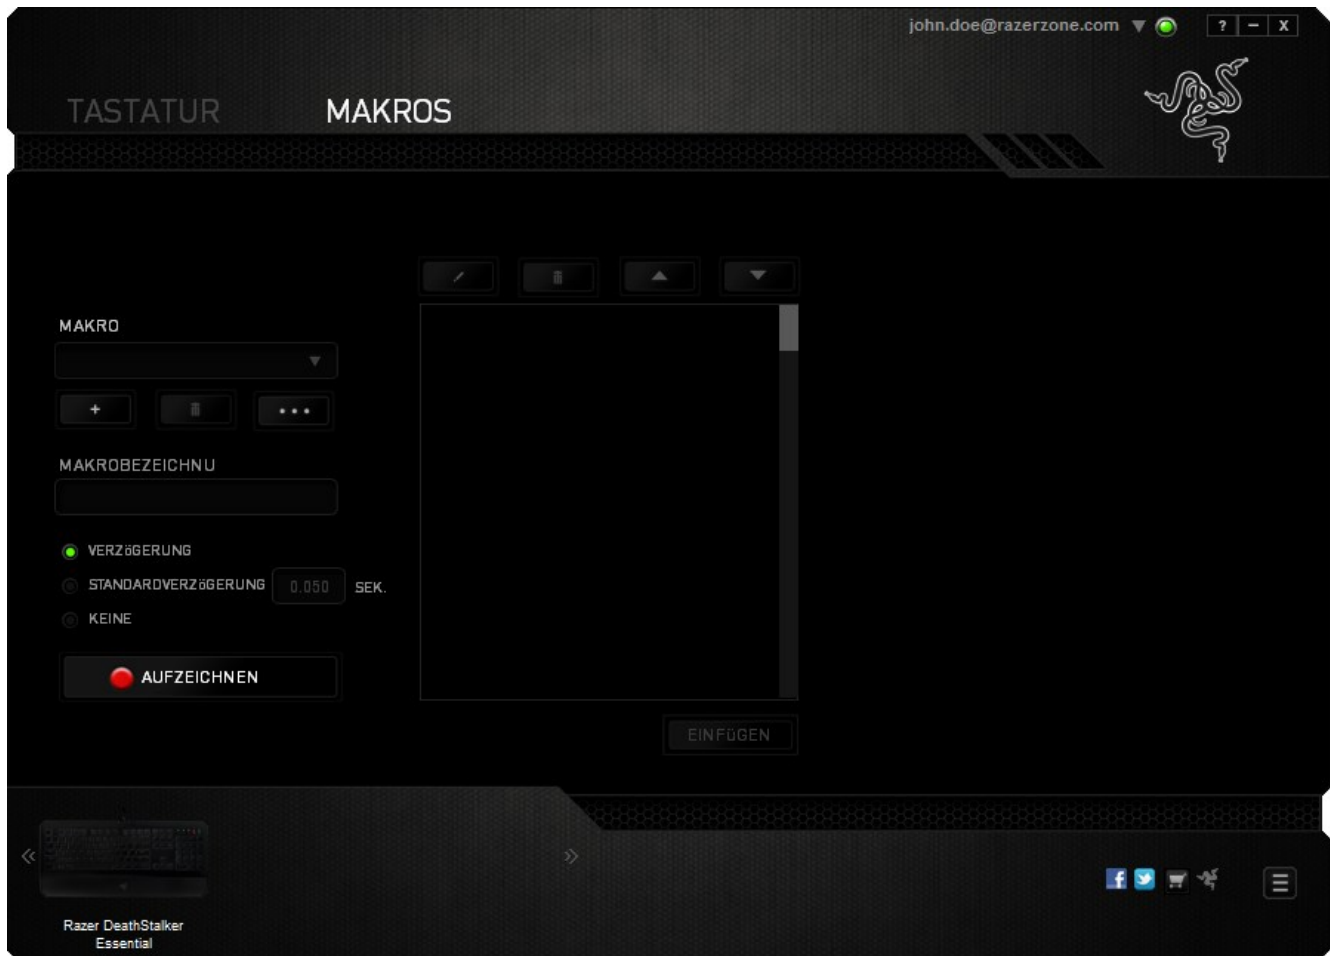 john.doe@razerzone.com
TASTATUR MAKROS
MAKRO
MAKROBEZEICHNU
VERZöGERUNG
STANDARDVERZöGERUNG 0.050 SEK.
KEINE
AUFZEICHNEN
EINFüGEN
Razer DeathStalker
Essential